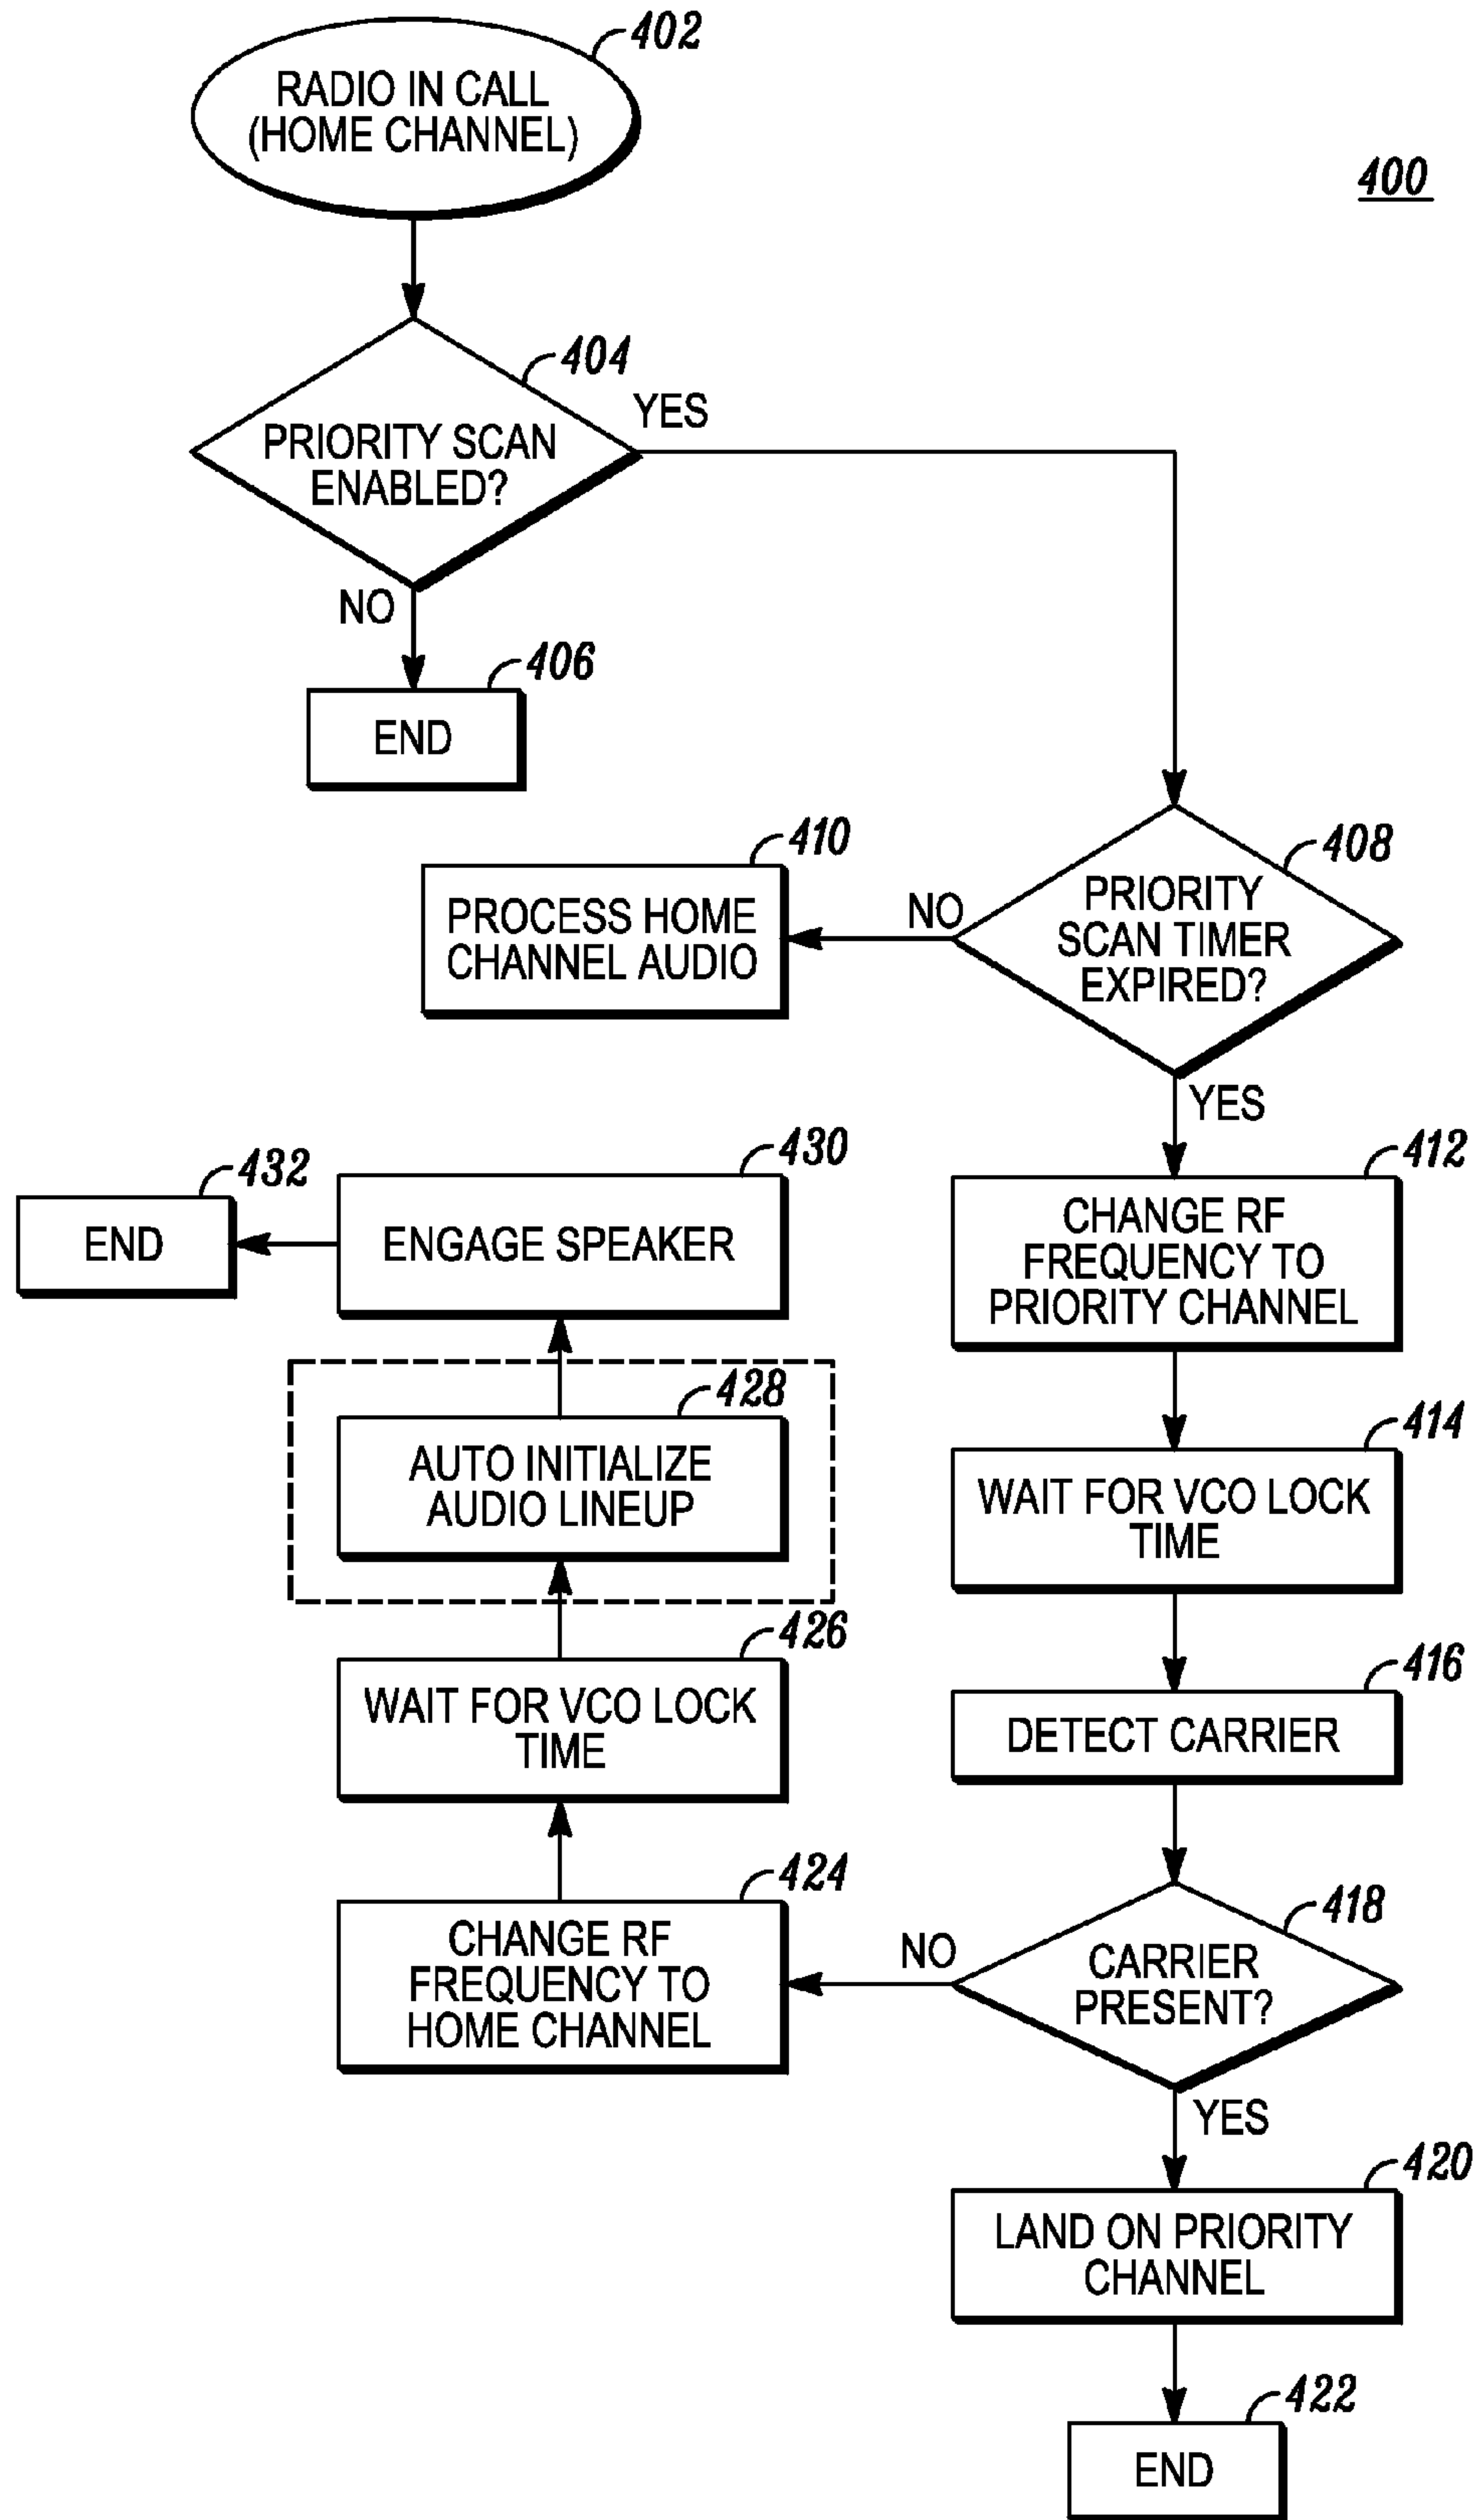 402
RADIO IN CALL
(HOME CHANNEL)
400
404
YES
PRIORITY SCAN
ENABLED?
NO
406
END
410
408
PROCESS HOME
CHANNEL AUDIO
NO
PRIORITY
SCAN TIMER
EXPIRED?
YES
432
430
412
END
ENGAGE SPEAKER
CHANGE RF
FREQUENCY TO
PRIORITY CHANNEL
428
414
AUTO INITIALIZE
AUDIO LINEUP
WAIT FOR VCO LOCK
TIME
426
416
WAIT FOR VCO LOCK
TIME
DETECT CARRIER
424
418
CHANGE RF
FREQUENCY TO
HOME CHANNEL
NO
CARRIER
PRESENT?
YES
420
LAND ON PRIORITY
CHANNEL
422
END